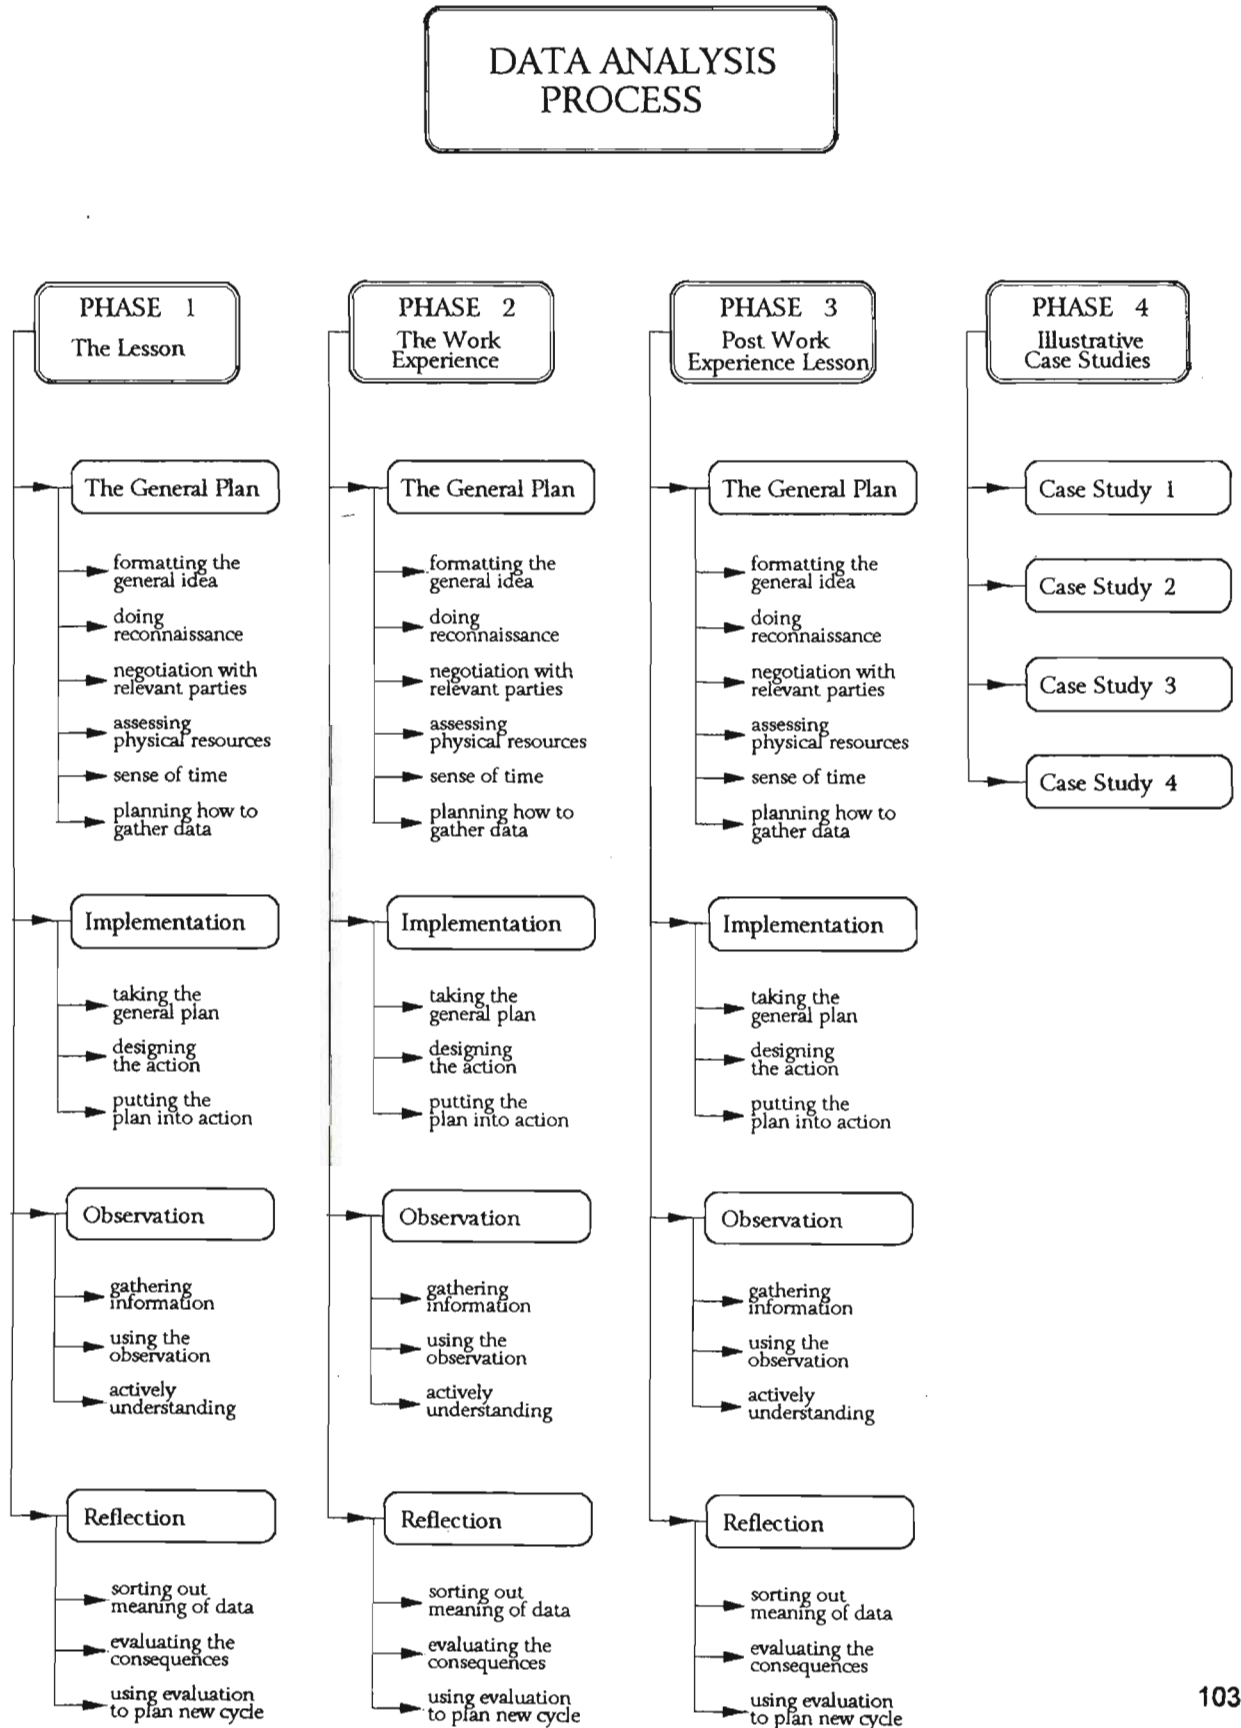 DATA ANALYSIS
PROCESS
PHASE 1
The Lesson
The General Plan
formatting the
general idea
doing
reconnaissance
negotiation with
relevant parties
assessing
physical resources
sense of time
planning how to
gather data
Implementation
taking the
general plan
designing
the action
putting the
plan into action
Observation
gathering
information
using the
observation
actively
understanding
Reflection
sorting out
meaning of data
evaluating the
consequences
using evaluation
to plan new cycle
PHASE 2
The Work
Experience
The General Plan
formatting the
general idea
doing
reconnaissance
negotiation with
relevant parties
assessing
physical resources
sense of time
planning how to
gather data
Implementation
taking the
general plan
designing
the action
putting the
plan into action
Observation
gathering
information
using the
observation
actively
understanding
Reflection
sorting out
meaning of data
evaluating the
consequences
using evaluation
to plan new cycle
PHASE 3
Post Work
Experience Lesson
The General Plan
formatting the
general idea
doing
reconnaissance
negotiation with
relevant parties
assessing
physical resources
sense of time
planning how to
gather data
Implementation
taking the
general plan
designing
the action
putting the
plan into action
Observation
gathering
information
using the
observation
actively
understanding
Reflection
sorting out
meaning of data
evaluating the
consequences
using evaluation
to plan new cycle
PHASE 4
Illustrative
Case Studies
Case Study 1
Case Study 2
Case Study 3
Case Study 4
103